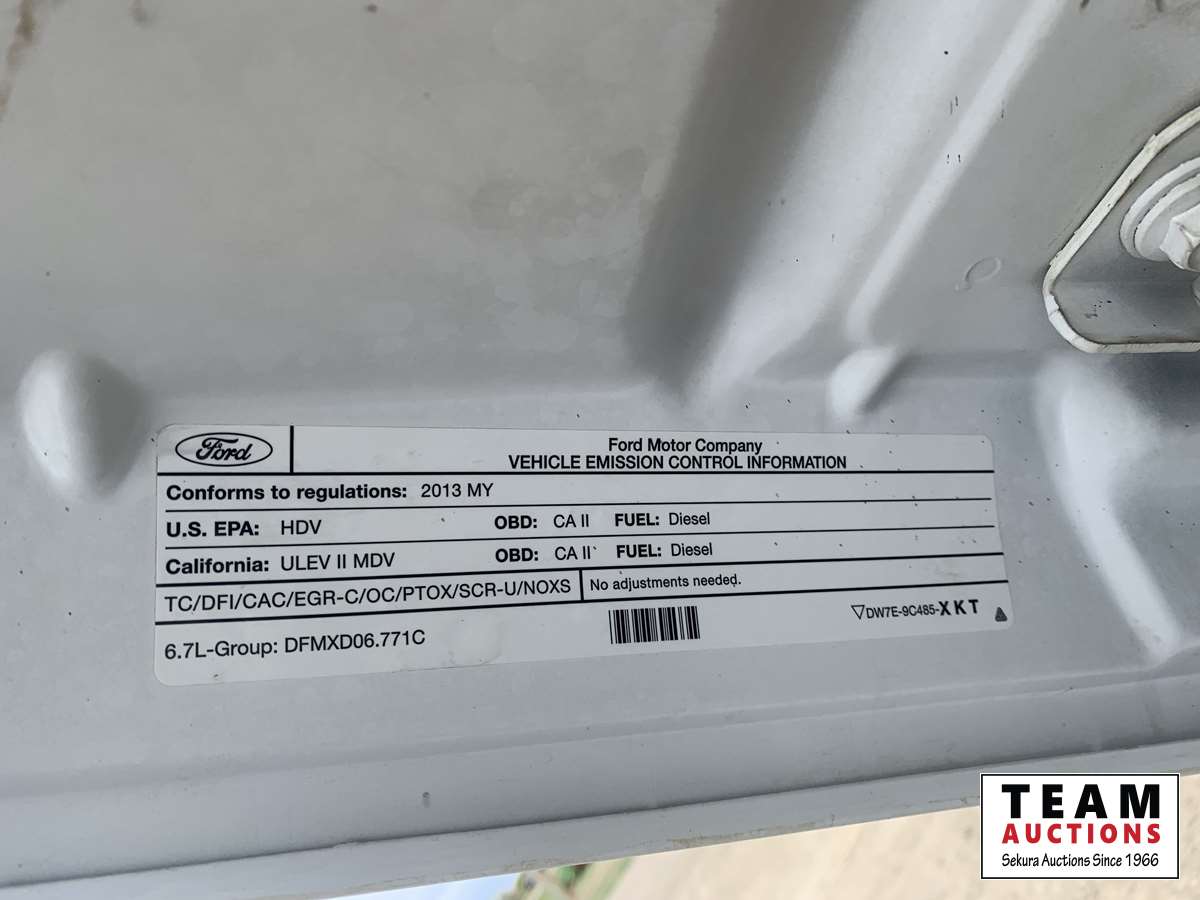 Ford
Ford Motor Company
VEHICLE EMISSION CONTROL INFORMATION
Conforms to regulations: 2013 MY
U.S. EPA: HDV OBD: CA II FUEL: Diesel
California: ULEV II MDV OBD: CA II FUEL: Diesel
TC/DFI/CAC/EGR-C/OC/PTOX/SCR-U/NOXS No adjustments needed.
6.7L-Group: DFMXD06.771C
DW7E-9C485-XKT
TEAM
AUCTIONS
Sekura Auctions Since 1966